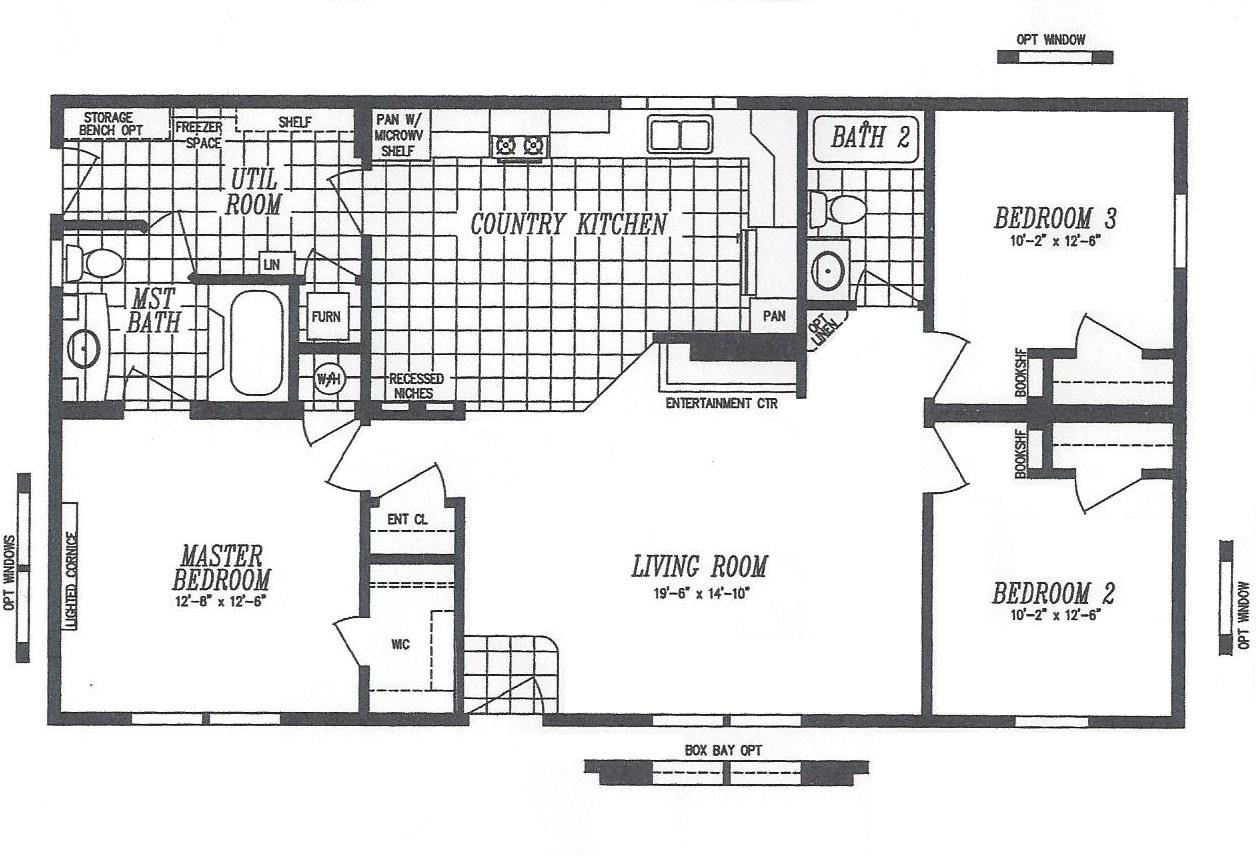 OPT WINDOW
STORAGE
BENCH OPT
FREEZER
SPACE
SHELF
PAN W/
MICROWV
SHELF
BATH 2
UTIL
ROOM
COUNTRY KITCHEN
BEDROOM 3
10'-2" x 12'-6"
LIN
MST
BATH
FURN
PAN
OPT
LINEN
W/H
RECESSED
NICHES
ENTERTAINMENT CTR
BOOKSHF
BOOKSHF
ENT CL
OPT WINDOWS
LIGHTED CORNICE
MASTER
BEDROOM
12'-8" x 12'-6"
LIVING ROOM
19'-6" x 14'-10"
BEDROOM 2
10'-2" x 12'-6"
OPT WINDOW
WIC
BOX BAY OPT